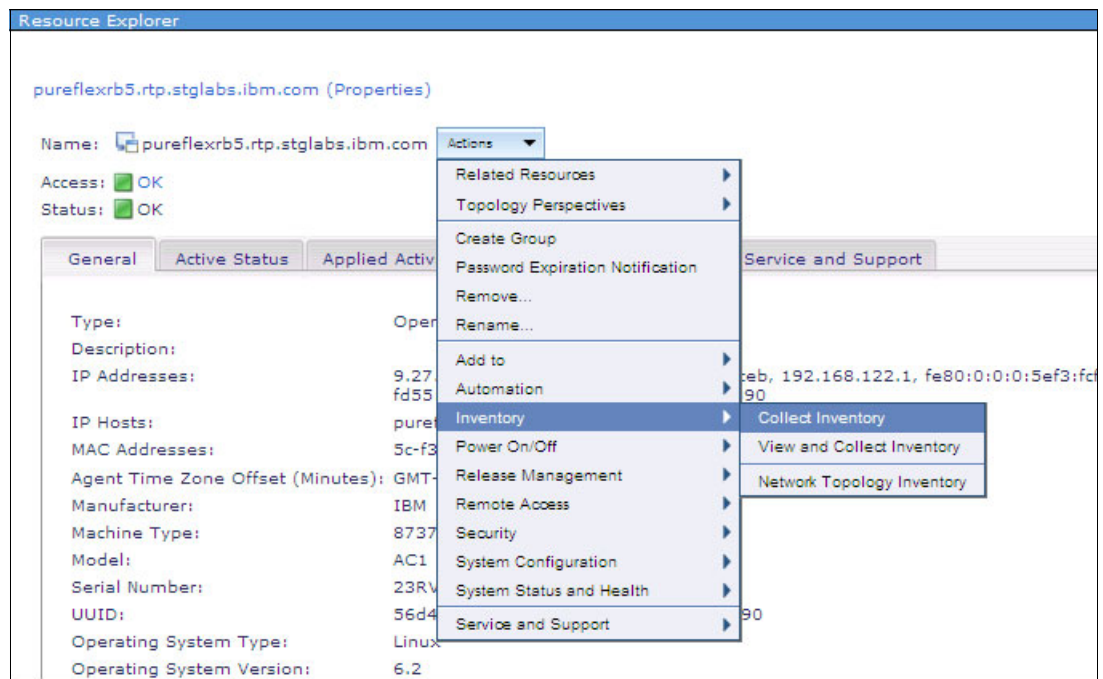 Resource Explorer
pureflexrb5.rtp.stglabs.ibm.com (Properties)
Name: pureflexrb5.rtp.stglabs.ibm.com Actions
Access: OK
Status: OK
Related Resources
Topology Perspectives
Create Group
Password Expiration Notification
Remove...
Rename...
Add to
Automation
Inventory
Power On/Off
Release Management
Remote Access
Security
System Configuration
System Status and Health
Service and Support
Collect Inventory
View and Collect Inventory
Network Topology Inventory
General Active Status Applied Activ Service and Support
Type: Oper
Description:
IP Addresses: 9.27. eb, 192.168.122.1, fe80:0:0:0:5ef3:fcf
fd55 90
IP Hosts: puref
MAC Addresses: 5c-f3
Agent Time Zone Offset (Minutes): GMT-
Manufacturer: IBM
Machine Type: 8737
Model: AC1
Serial Number: 23RV
UUID: 56d4 90
Operating System Type: Linux
Operating System Version: 6.2